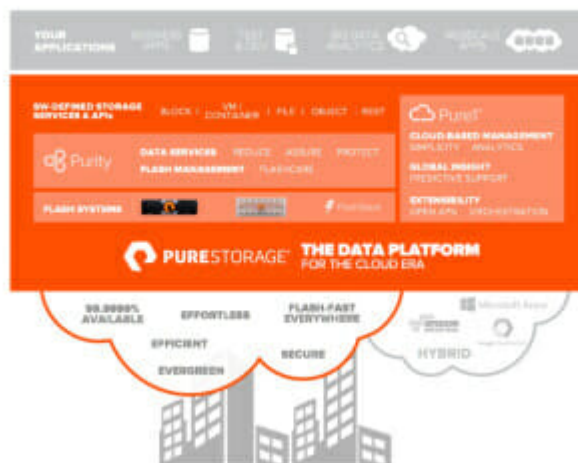 YOUR
APPLICATIONS
BUSINESS
APPS
TEST
& DEV
BIG DATA
ANALYTICS
WEBSCALE
APPS
SW-DEFINED STORAGE
SERVICES & APIs
BLOCK | VM / CONTAINER | FILE | OBJECT | REST
Purity
DATA SERVICES REDUCE ASSURE PROTECT
FLASH MANAGEMENT FLASHCARE
FLASH SYSTEMS
Pure1
CLOUD BASED MANAGEMENT
SIMPLICITY ANALYTICS
GLOBAL INSIGHT
PREDICTIVE SUPPORT
EXTENSIBILITY
OPEN APIs ORCHESTRATION
PURESTORAGE® THE DATA PLATFORM
FOR THE CLOUD ERA
99.9999%
AVAILABLE
EFFORTLESS
FLASH-FAST
EVERYWHERE
EFFICIENT
SECURE
EVERGREEN
Microsoft Azure
HYBRID